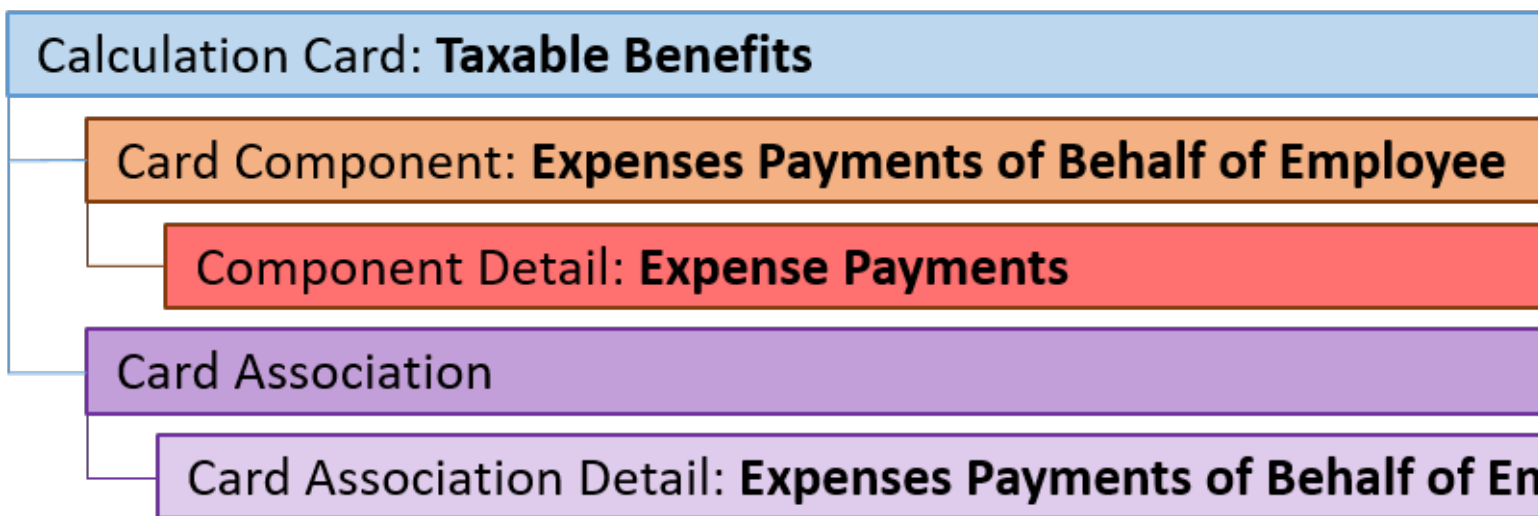 Calculation Card: Taxable Benefits
Card Component: Expenses Payments of Behalf of Employee
Component Detail: Expense Payments
Card Association
Card Association Detail: Expenses Payments of Behalf of